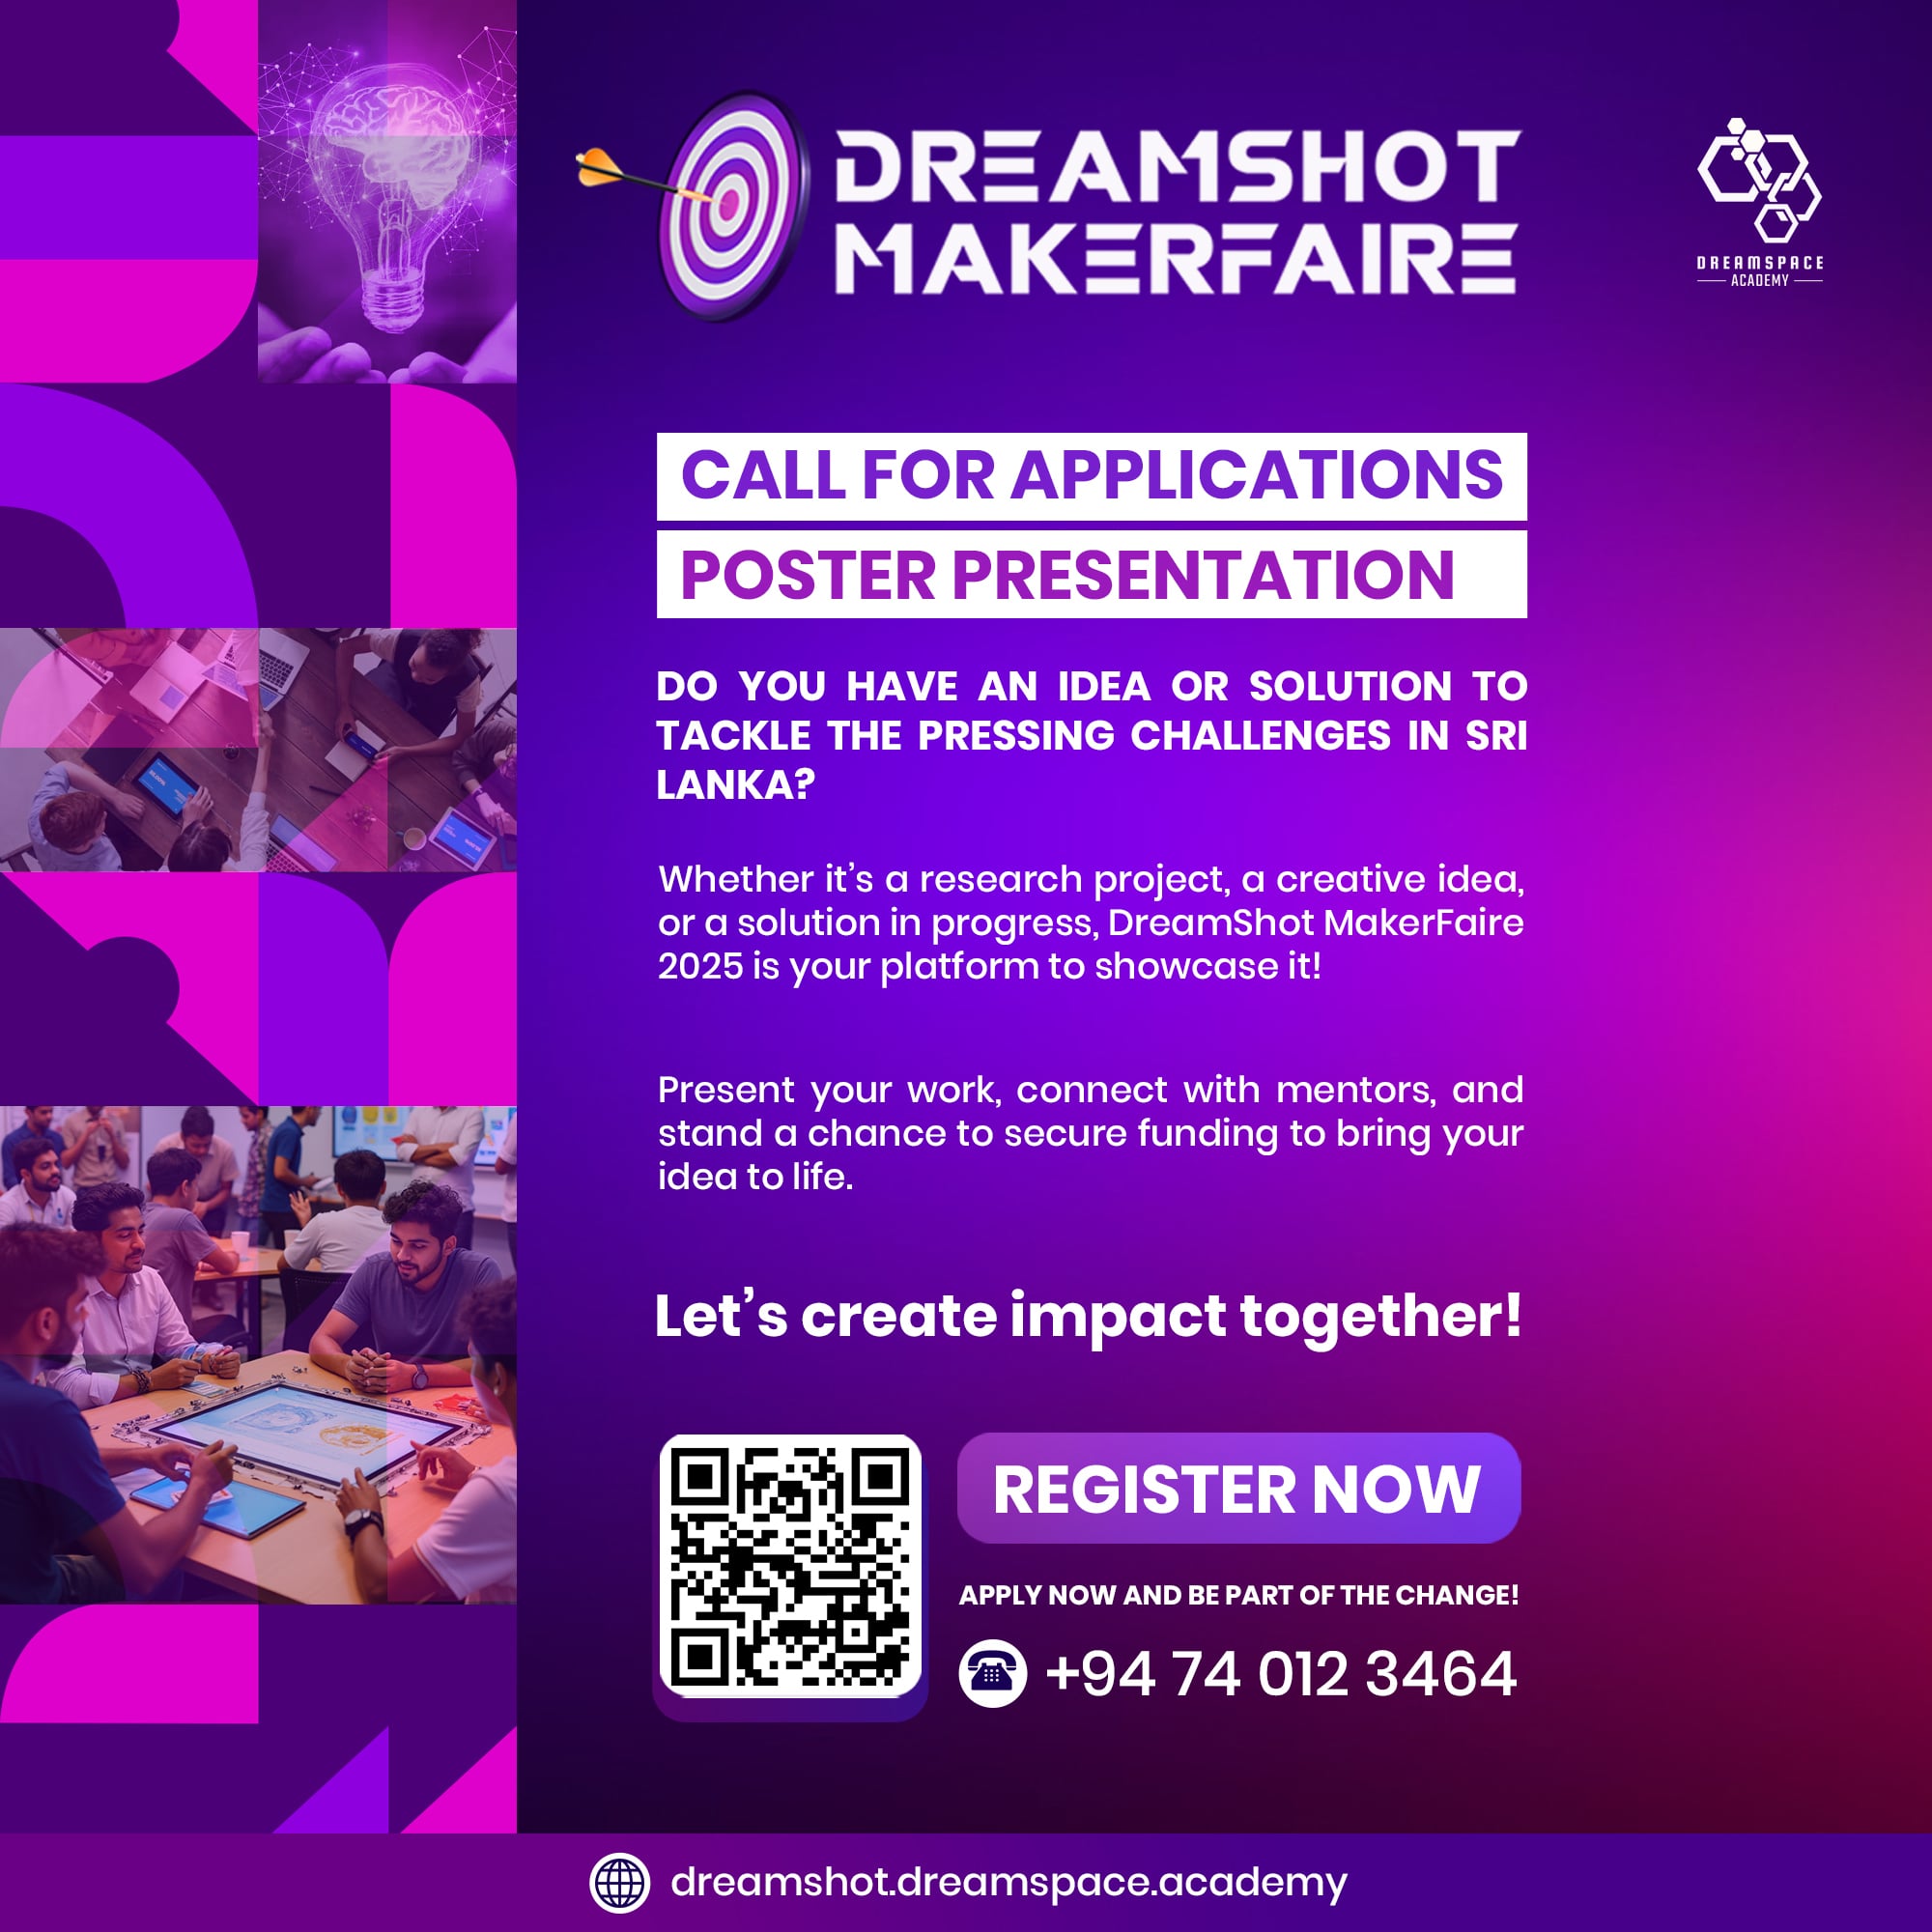 DREAMSHOT
MAKERFAIRE
DREAMSPACE
ACADEMY
CALL FOR APPLICATIONS
POSTER PRESENTATION
DO YOU HAVE AN IDEA OR SOLUTION TO
TACKLE THE PRESSING CHALLENGES IN SRI
LANKA?
Whether it’s a research project, a creative idea,
or a solution in progress, DreamShot MakerFaire
2025 is your platform to showcase it!
Present your work, connect with mentors, and
stand a chance to secure funding to bring your
idea to life.
Let’s create impact together!
REGISTER NOW
APPLY NOW AND BE PART OF THE CHANGE!
+94 74 012 3464
dreamshot.dreamspace.academy